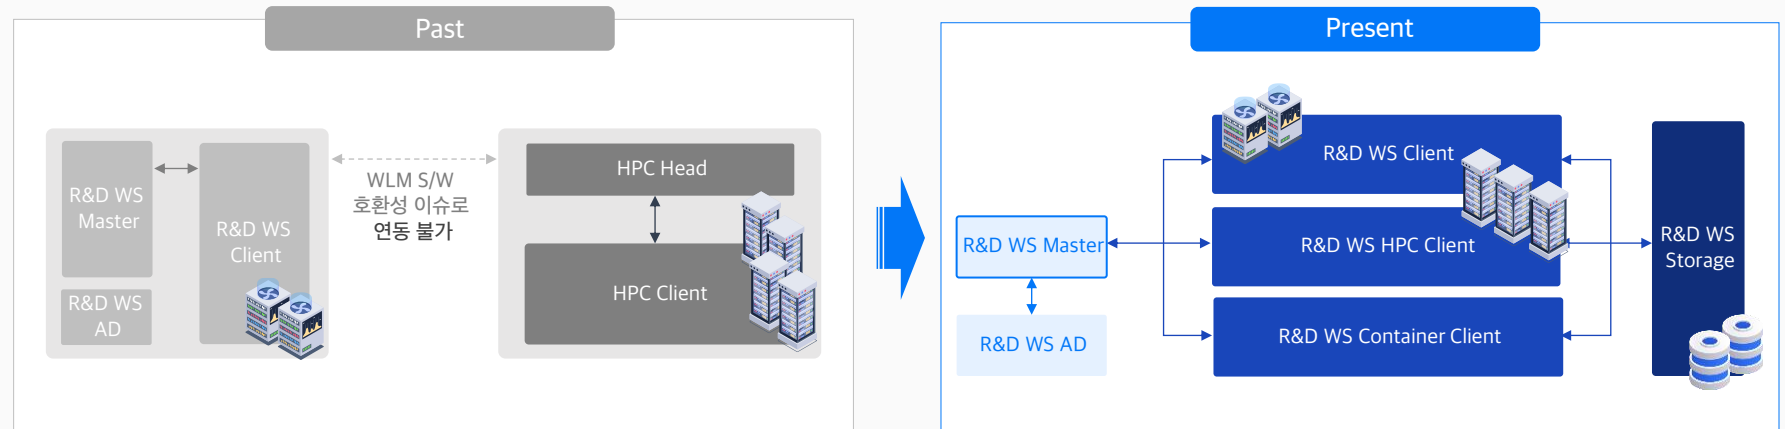 Past
R&D WS
Master
R&D WS
AD
R&D WS
Client
WLM S/W
호환성 이슈로
연동 불가
HPC Head
HPC Client
Present
R&D WS Master
R&D WS AD
R&D WS Client
R&D WS HPC Client
R&D WS Container Client
R&D WS
Storage